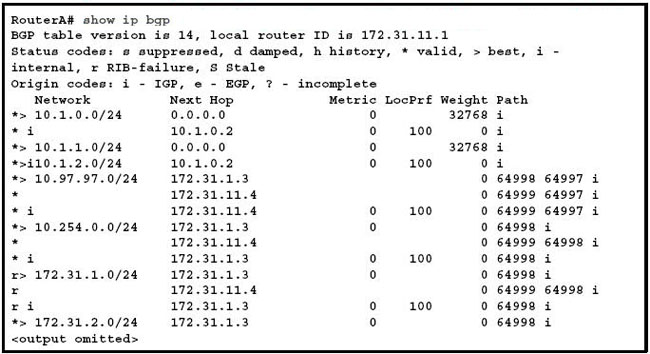 RouterA# show ip bgp
BGP table version is 14, local router ID is 172.31.11.1
Status codes: s suppressed, d damped, h history, * valid, > best, i -
internal, r RIB-failure, S Stale
Origin codes: i - IGP, e - EGP, ? - incomplete
   Network          Next Hop            Metric LocPrf Weight Path
*> 10.1.0.0/24      0.0.0.0                  0         32768 i
* i                 10.1.0.2                 0    100      0 i
*> 10.1.1.0/24      0.0.0.0                  0         32768 i
*>i10.1.2.0/24      10.1.0.2                 0    100      0 i
*> 10.97.97.0/24    172.31.1.3                             0 64998 64997 i
*                   172.31.11.4                            0 64999 64997 i
* i                 172.31.11.4              0    100      0 64999 64997 i
*> 10.254.0.0/24    172.31.1.3               0             0 64998 i
*                   172.31.11.4                            0 64999 64998 i
* i                 172.31.1.3               0    100      0 64998 i
r> 172.31.1.0/24    172.31.1.3               0             0 64998 i
r                   172.31.11.4                            0 64999 64998 i
r i                 172.31.1.3               0    100      0 64998 i
*> 172.31.2.0/24    172.31.1.3               0             0 64998 i
<output omitted>